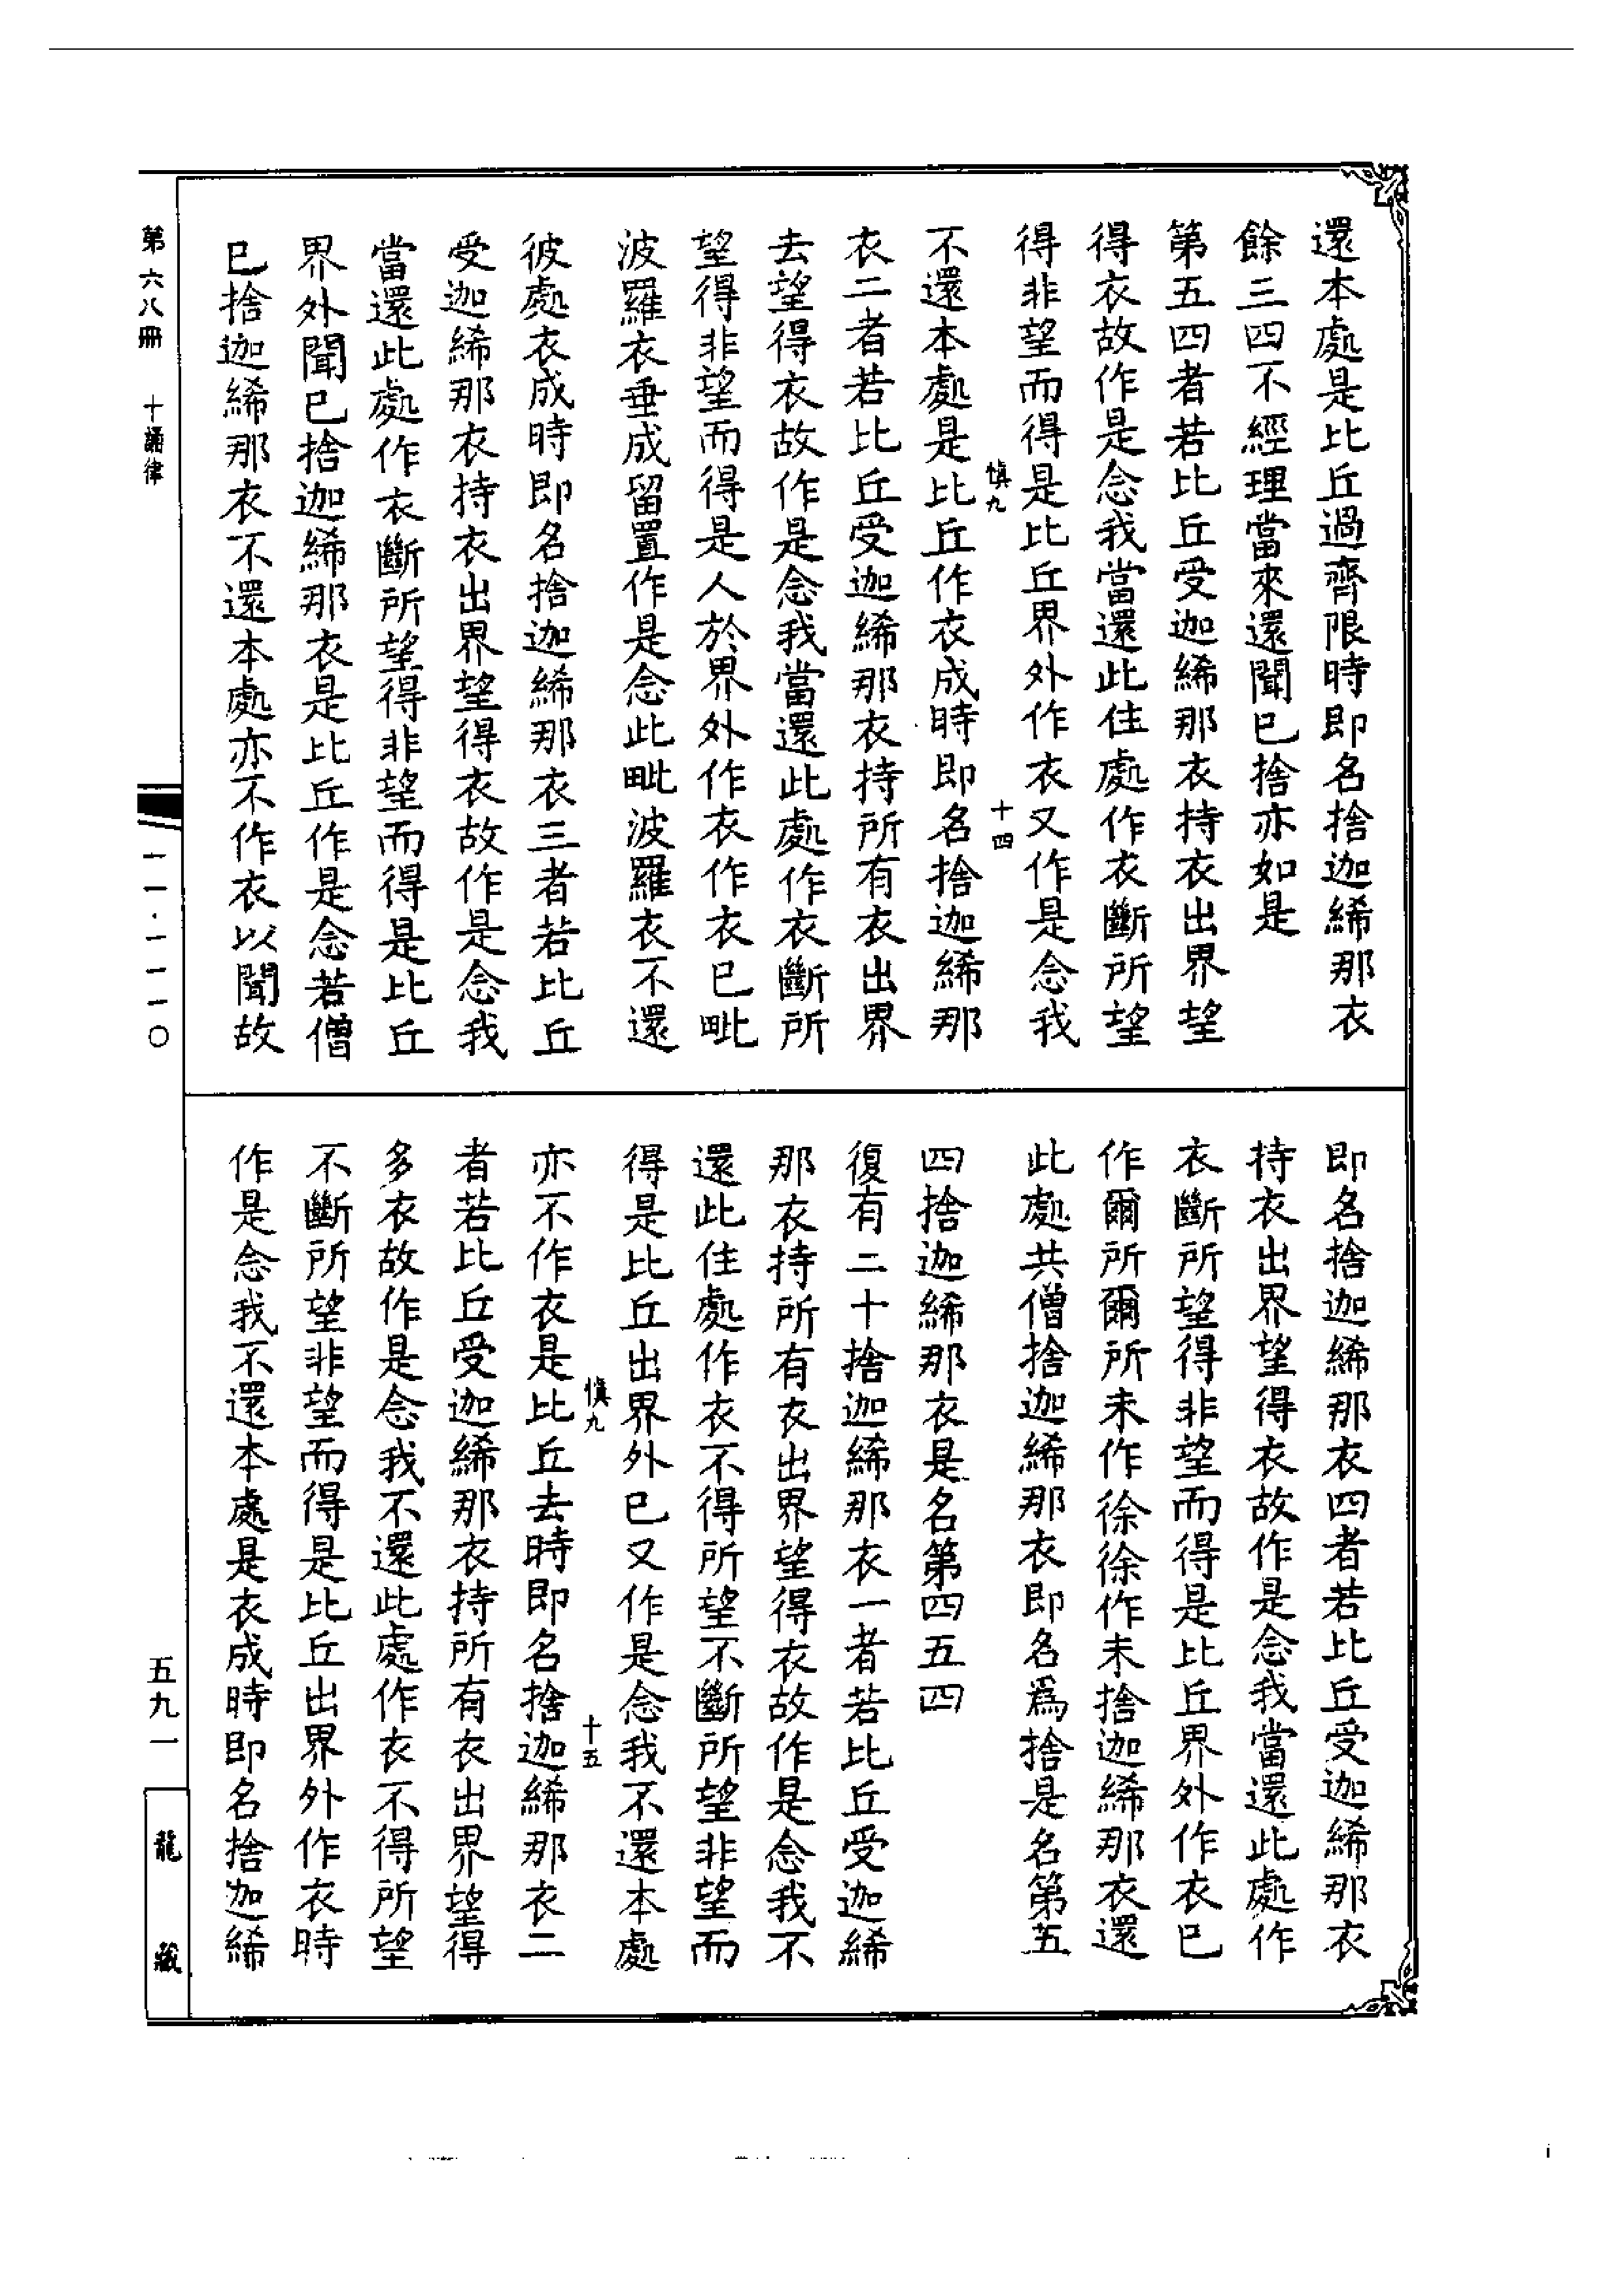 還本處是比丘過齊限時即名捨迦絺那衣
餘三四不經理當來還聞已捨亦如是
第五四者若比丘受迦絺那衣持衣出界望
得衣故作是念我當還此住處作衣斷所望
得非望而得是比丘界外作衣又作是念我
慎九
十四
不還本處是比丘作衣成時即名捨迦絺那
衣二者若比丘受迦絺那衣持所有衣出界
去望得衣故作是念我當還此處作衣斷所
望得非望而得是人於界外作衣作衣已毗
波羅衣垂成留置作是念此毗波羅衣不還
彼處衣成時即名捨迦絺那衣三者若比丘
受迦絺那衣持衣出界望得衣故作是念我
當還此處作衣斷所望得非望而得是比丘
界外聞已捨迦絺那衣是比丘作是念若僧
已捨迦絺那衣不還本處亦不作衣以聞故
即名捨迦絺那衣四者若比丘受迦絺那衣
持衣出界望得衣故作是念我當還此處作
衣斷所望得非望而得是比丘界外作衣已
作爾所爾所未作徐徐作未捨迦絺那衣還
此處共僧捨迦絺那衣即名爲捨是名第五
四捨迦絺那衣是名第四五四
復有二十捨迦絺那衣一者若比丘受迦絺
那衣持所有衣出界望得衣故作是念我不
還此住處作衣不得所望不斷所望非望而
得是比丘出界外已又作是念我不還本處
慎九
十五
亦不作衣是比丘去時即名捨迦絺那衣二
者若比丘受迦絺那衣持所有衣出界望得
多衣故作是念我不還此處作衣不得所望
不斷所望非望而得是比丘出界外作衣時
作是念我不還本處是衣成時即名捨迦絺
第六八冊 十誦律
一一·一一一〇
五九一
龍藏